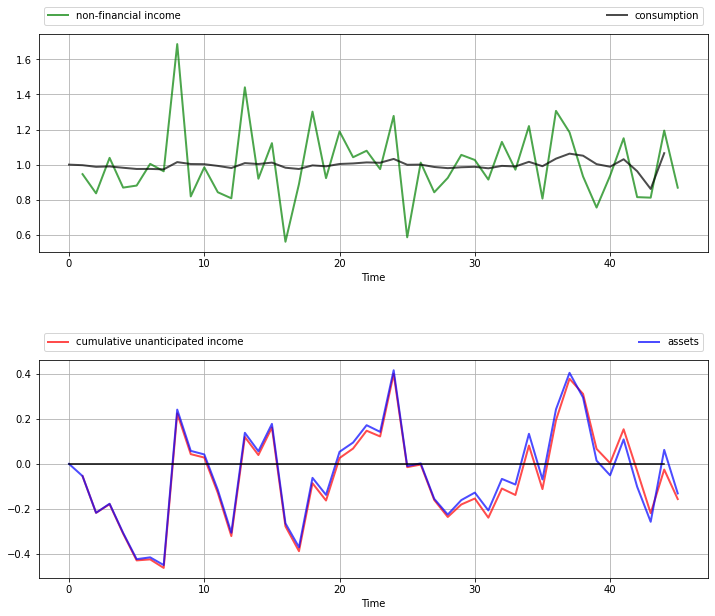 non-financial income consumption
1.6
1.4
1.2
1.0
0.8
0.6
0 10 20 30 40
Time
cumulative unanticipated income assets
0.4
0.2
0.0
−0.2
−0.4
0 10 20 30 40
Time